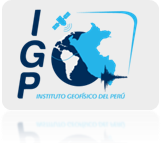 IGP
INSTITUTO GEOFÍSICO DEL PERÚ